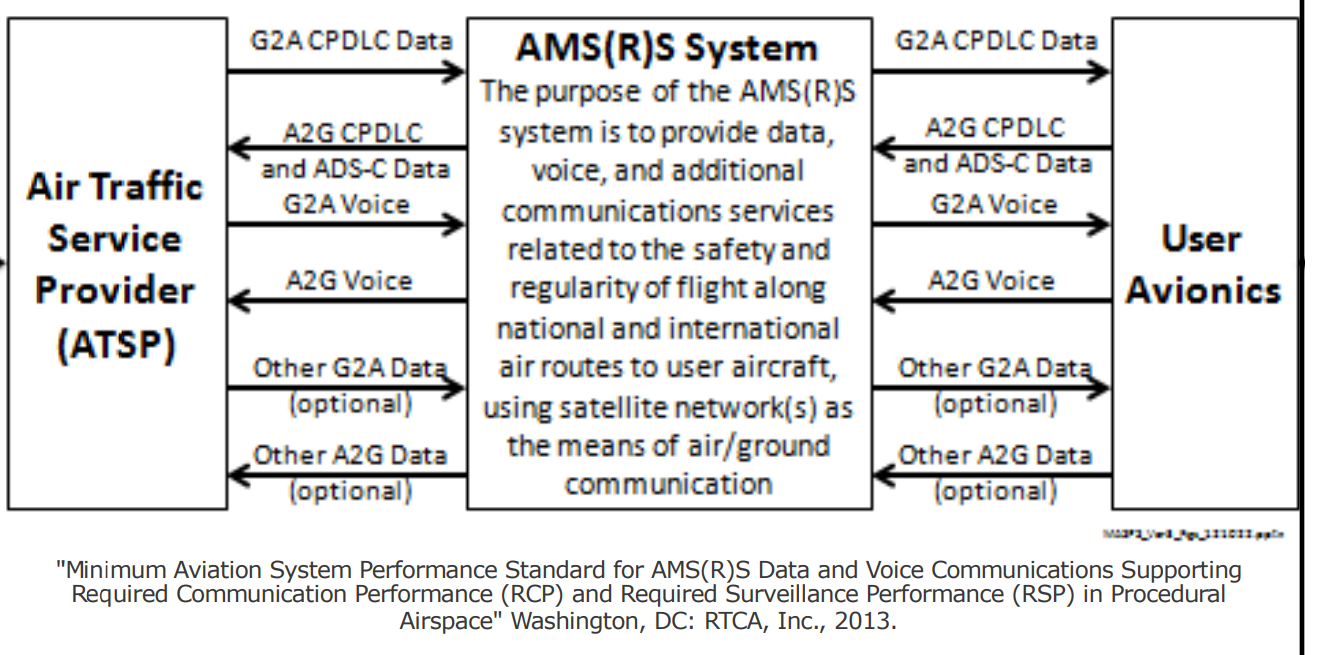 Air Traffic
Service
Provider
(ATSP)
G2A CPDLC Data
A2G CPDLC
and ADS-C Data
G2A Voice
A2G Voice
Other G2A Data
(optional)
Other A2G Data
(optional)
AMS(R)S System
The purpose of the AMS(R)S
system is to provide data,
voice, and additional
communications services
related to the safety and
regularity of flight along
national and international
air routes to user aircraft,
using satellite network(s) as
the means of air/ground
communication
G2A CPDLC Data
A2G CPDLC
and ADS-C Data
G2A Voice
A2G Voice
Other G2A Data
(optional)
Other A2G Data
(optional)
User
Avionics
"Minimum Aviation System Performance Standard for AMS(R)S Data and Voice Communications Supporting
Required Communication Performance (RCP) and Required Surveillance Performance (RSP) in Procedural
Airspace" Washington, DC: RTCA, Inc., 2013.